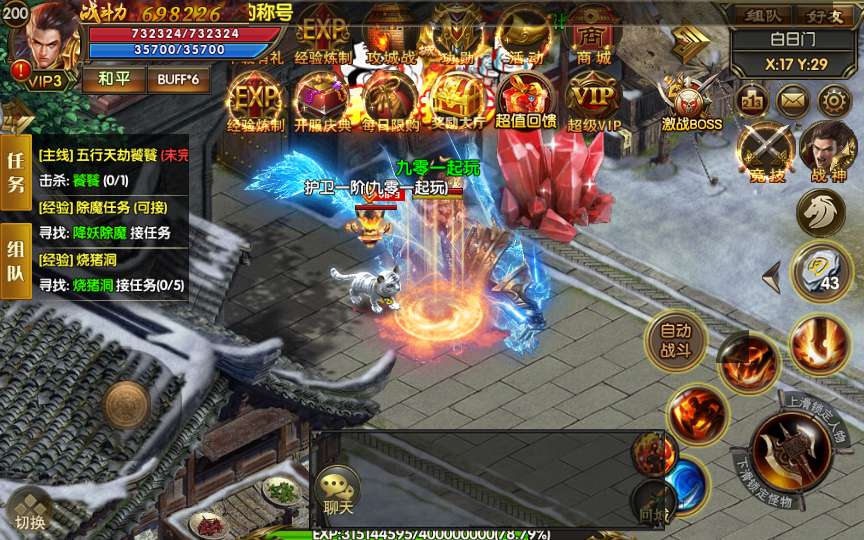 200
战斗力 698226
的称号
732324/732324
35700/35700
VIP3
和平
BUFF*6
EXP
经验炼制
攻城战
活动
商
商城
EXP
经验炼制
开服庆典
每日限购
奖励大厅
超值回馈
VIP
超级VIP
激战BOSS
组队
好友
白日门
X:17 Y:29
竞技
战神
任务
[主线] 五行天劫饕餮 (未完
击杀: 饕餮 (0/1)
[经验] 除魔任务 (可接)
寻找: 降妖除魔 接任务
组队
[经验] 烧猪洞
寻找: 烧猪洞 接任务(0/5)
九零一起玩
护卫一阶(九零一起玩)
43
自动
战斗
上滑锁定人物
下滑锁定怪物
聊天
回城
切换
EXP:315144595/400000000(78.79%)